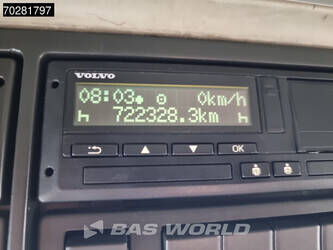 70281797
VOLVO
08:03 0km/h
722328.3km
OK
BAS WORLD